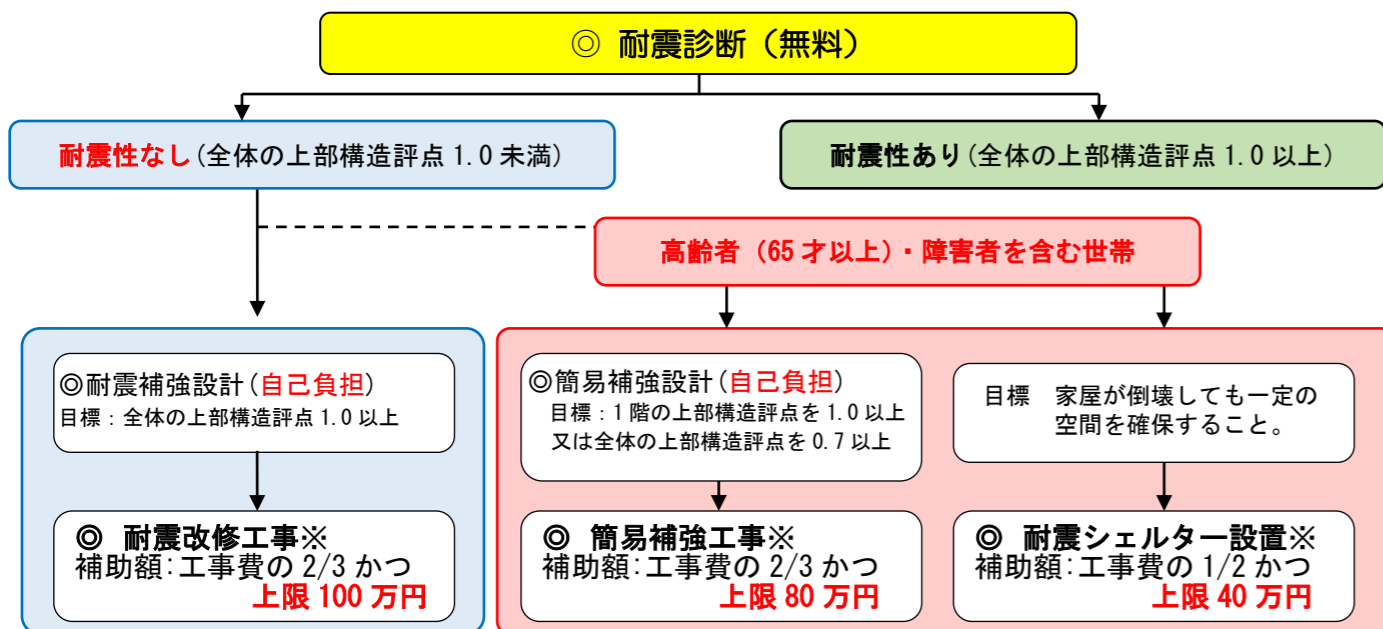 ◎ 耐震診断（無料）
耐震性なし(全体の上部構造評点 1.0 未満)
耐震性あり(全体の上部構造評点 1.0 以上)
高齢者（65 才以上）・障害者を含む世帯
◎耐震補強設計(自己負担)
目標：全体の上部構造評点 1.0 以上
◎簡易補強設計(自己負担)
目標：1 階の上部構造評点を 1.0 以上
又は全体の上部構造評点を 0.7 以上
目標　家屋が倒壊しても一定の
空間を確保すること。
◎ 耐震改修工事※
補助額：工事費の 2/3 かつ
上限 100 万円
◎ 簡易補強工事※
補助額：工事費の 2/3 かつ
上限 80 万円
◎ 耐震シェルター設置※
補助額：工事費の 1/2 かつ
上限 40 万円